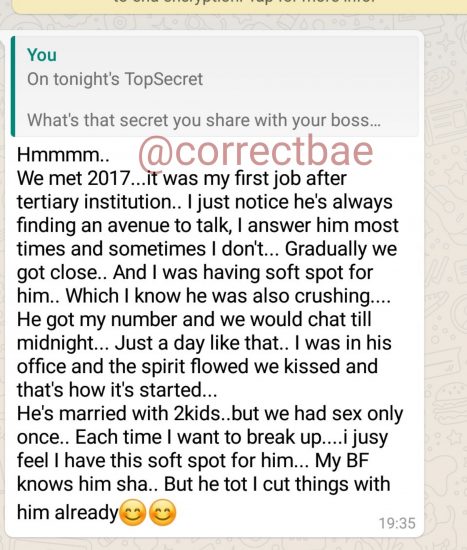 to end encryption. Tap for more info.
You
On tonight's TopSecret
What's that secret you share with your boss...
@correctbae
Hmmmm..
We met 2017...it was my first job after
tertiary institution.. I just notice he's always
finding an avenue to talk, I answer him most
times and sometimes I don't... Gradually we
got close.. And I was having soft spot for
him.. Which I know he was also crushing....
He got my number and we would chat till
midnight... Just a day like that.. I was in his
office and the spirit flowed we kissed and
that's how it's started...
He's married with 2kids..but we had sex only
once.. Each time I want to break up....i jusy
feel I have this soft spot for him... My BF
knows him sha.. But he tot I cut things with
him already😊😊
19:35